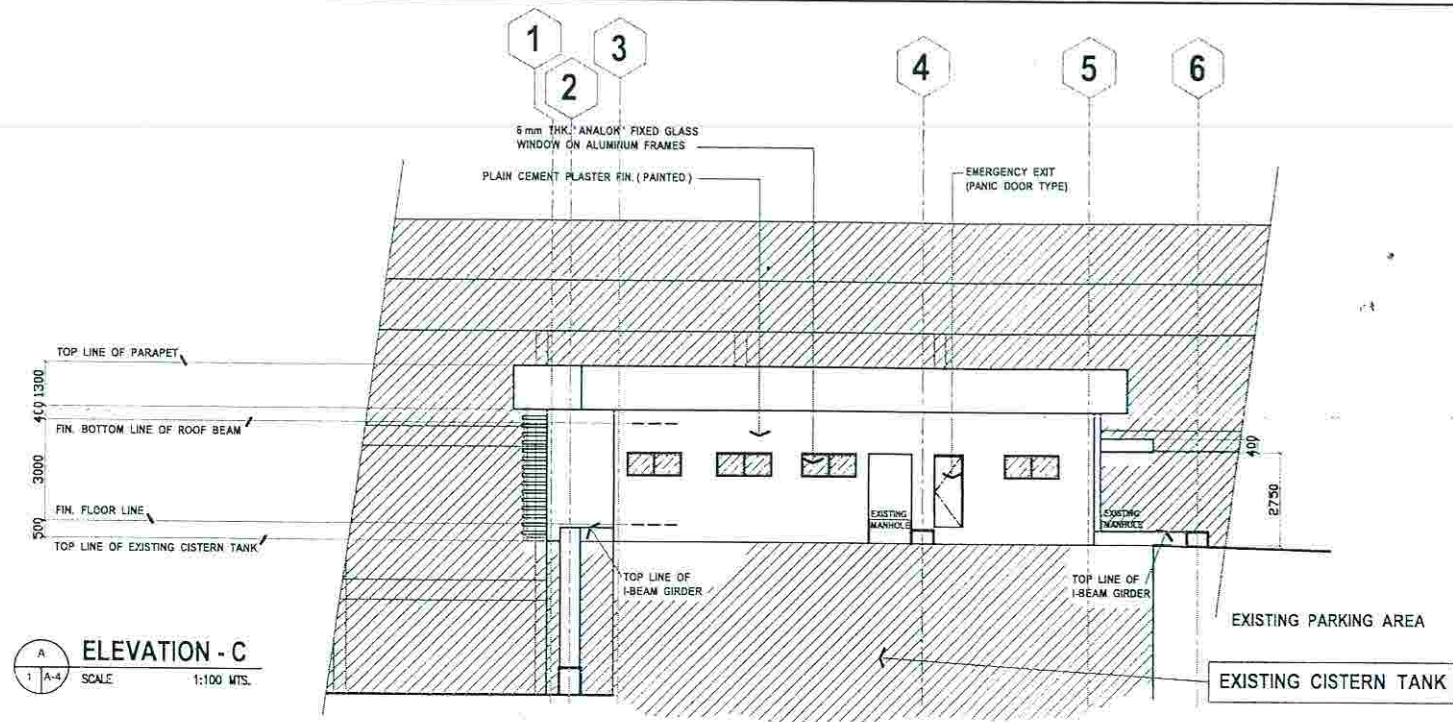 1
2
3
4
5
6
6 mm THK. 'ANALOK' FIXED GLASS
WINDOW ON ALUMINUM FRAMES
PLAIN CEMENT PLASTER FIN. (PAINTED)
EMERGENCY EXIT
(PANIC DOOR TYPE)
TOP LINE OF PARAPET
1300
400
FIN. BOTTOM LINE OF ROOF BEAM
3000
FIN. FLOOR LINE
500
TOP LINE OF EXISTING CISTERN TANK
400
2750
EXISTING
MANHOLE
EXISTING
MANHOLE
TOP LINE OF
I-BEAM GIRDER
TOP LINE OF
I-BEAM GIRDER
EXISTING PARKING AREA
EXISTING CISTERN TANK
A
1 A-4
ELEVATION - C
SCALE 1:100 MTS.